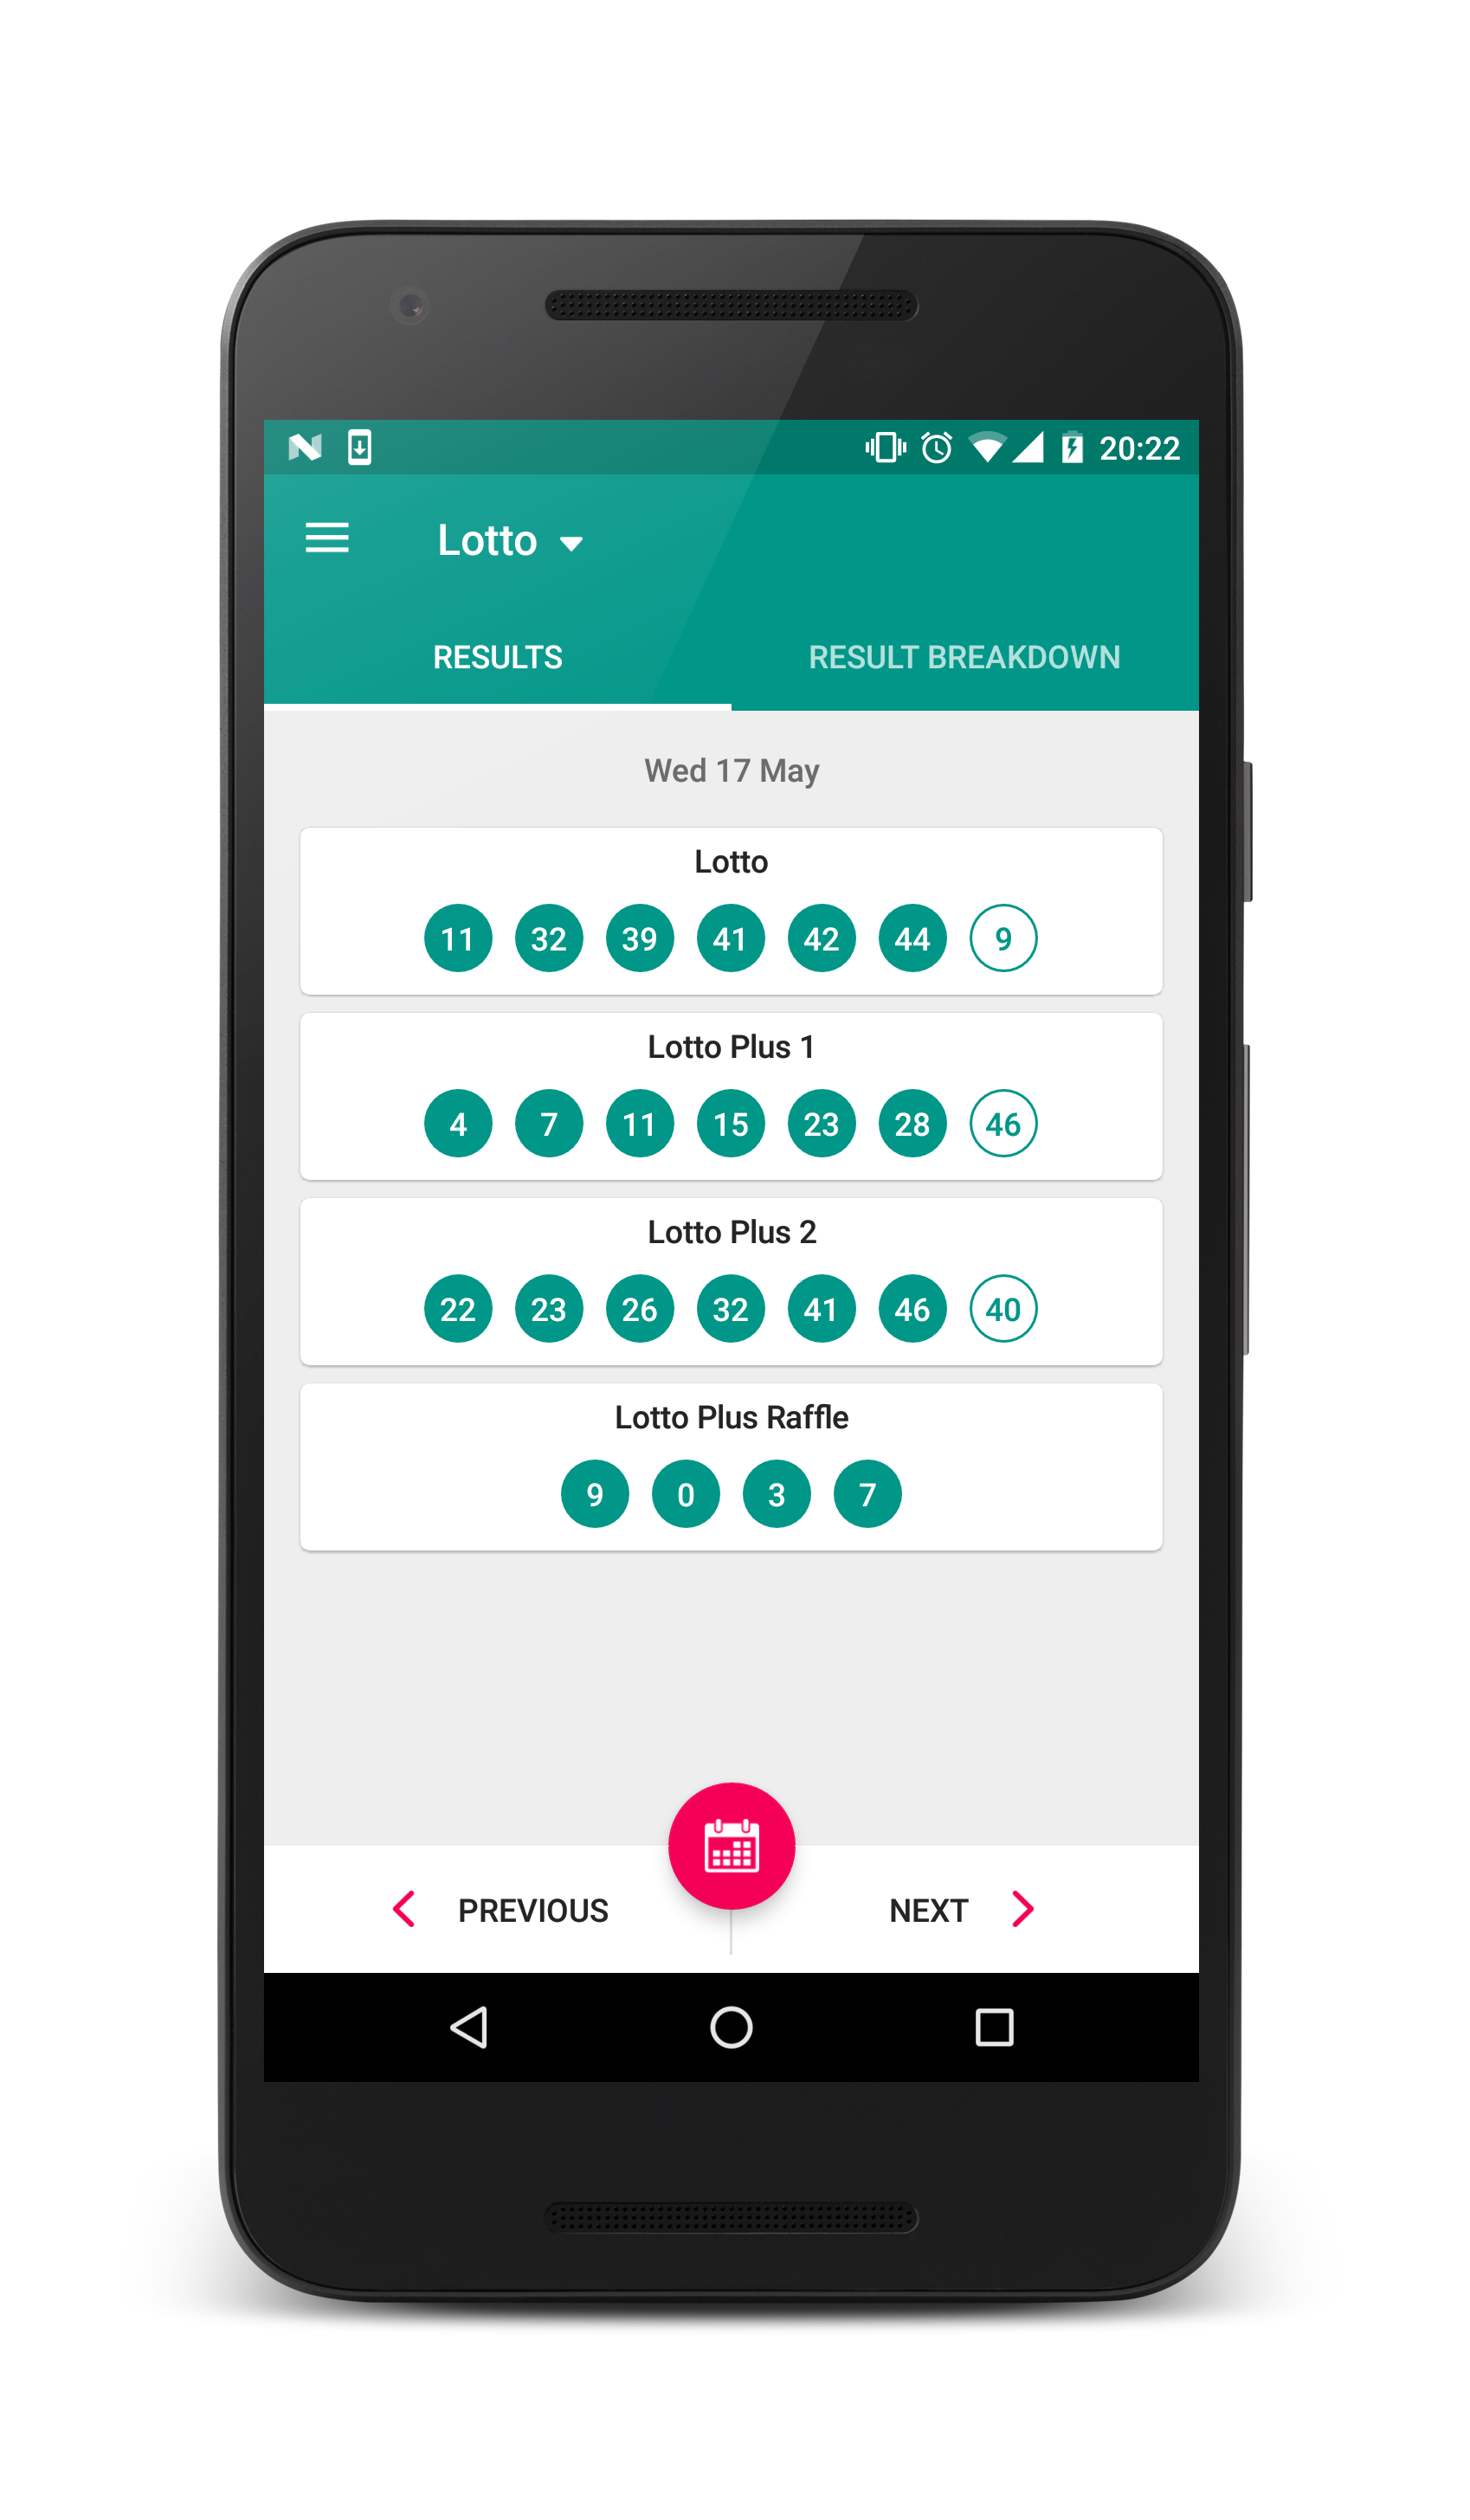 20:22
Lotto
RESULTS RESULT BREAKDOWN
Wed 17 May
Lotto
11 32 39 41 42 44 9
Lotto Plus 1
4 7 11 15 23 28 46
Lotto Plus 2
22 23 26 32 41 46 40
Lotto Plus Raffle
9 0 3 7
PREVIOUS NEXT